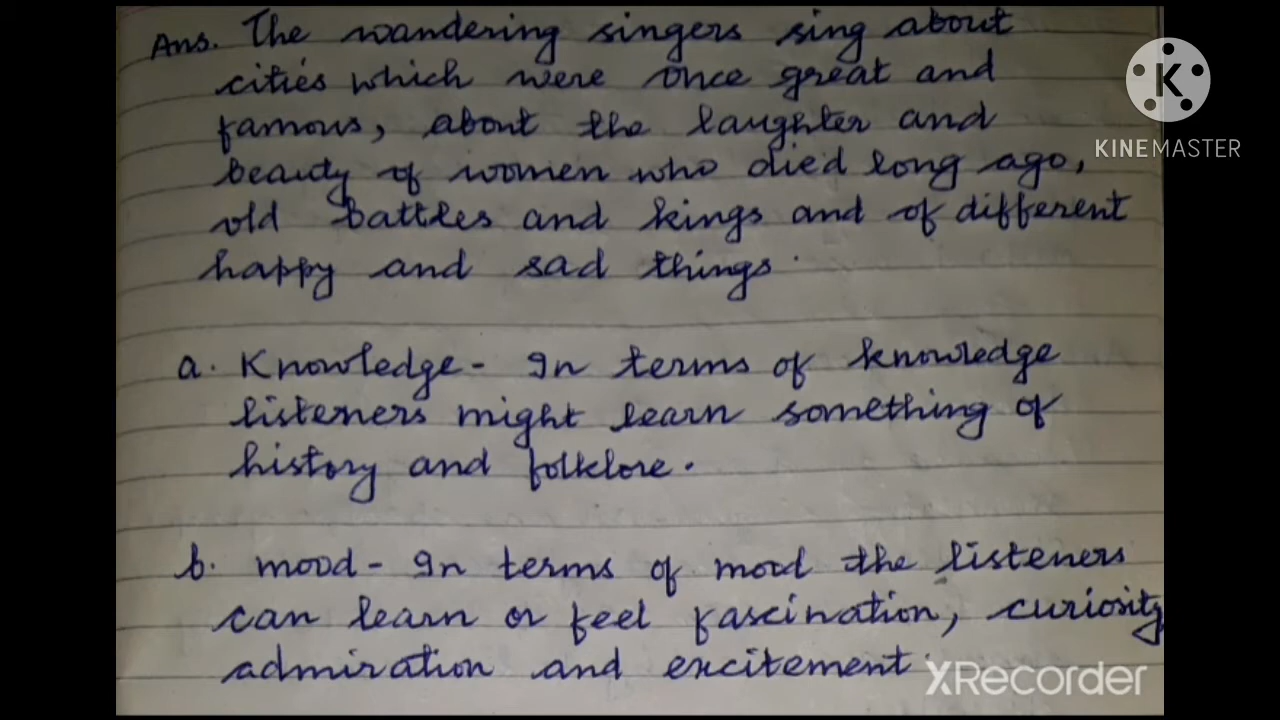 Ans. The wandering singers sing about
cities which were once great and
famous, about the laughter and
beauty of women who died long ago,
old battles and kings and of different
happy and sad things.
a. Knowledge - In terms of knowledge
listeners might learn something of
history and folklore.
b. mood - In terms of mood the listeners
can learn or feel fascination, curiosity
admiration and excitement.
K
KINEMASTER
XRecorder